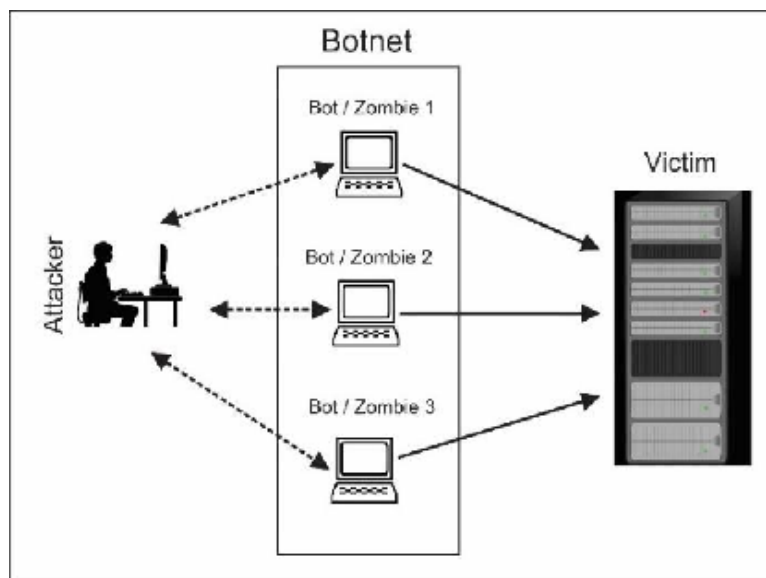 Botnet
Bot / Zombie 1
Victim
Attacker
Bot / Zombie 2
Bot / Zombie 3